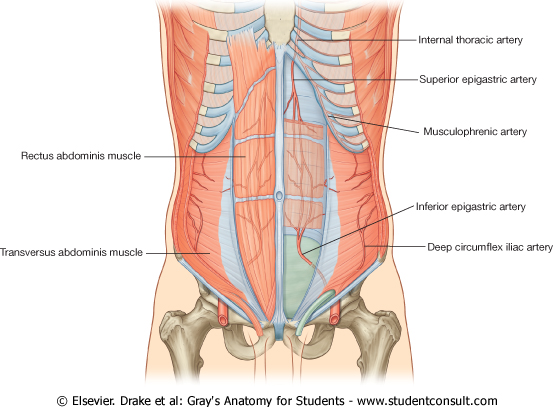 Internal thoracic artery
Superior epigastric artery
Musculophrenic artery
Rectus abdominis muscle
Inferior epigastric artery
Deep circumflex iliac artery
Transversus abdominis muscle
© Elsevier. Drake et al: Gray's Anatomy for Students - www.studentconsult.com